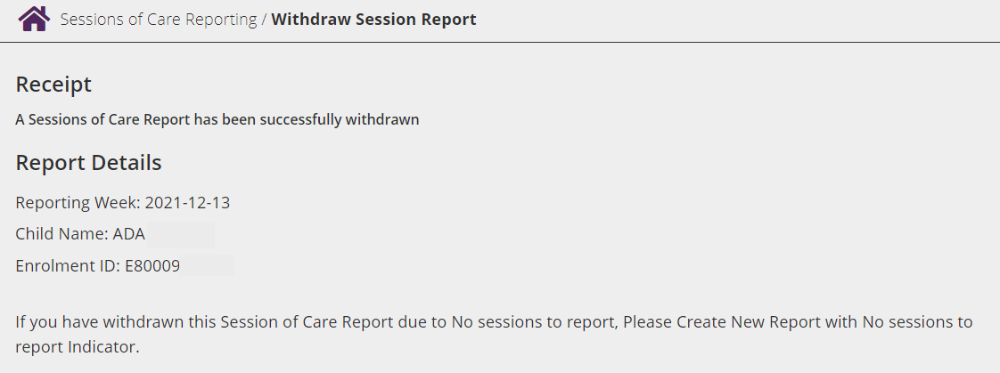 Sessions of Care Reporting / Withdraw Session Report
Receipt
A Sessions of Care Report has been successfully withdrawn
Report Details
Reporting Week: 2021-12-13
Child Name: ADA
Enrolment ID: E80009
If you have withdrawn this Session of Care Report due to No sessions to report, Please Create New Report with No sessions to
report Indicator.